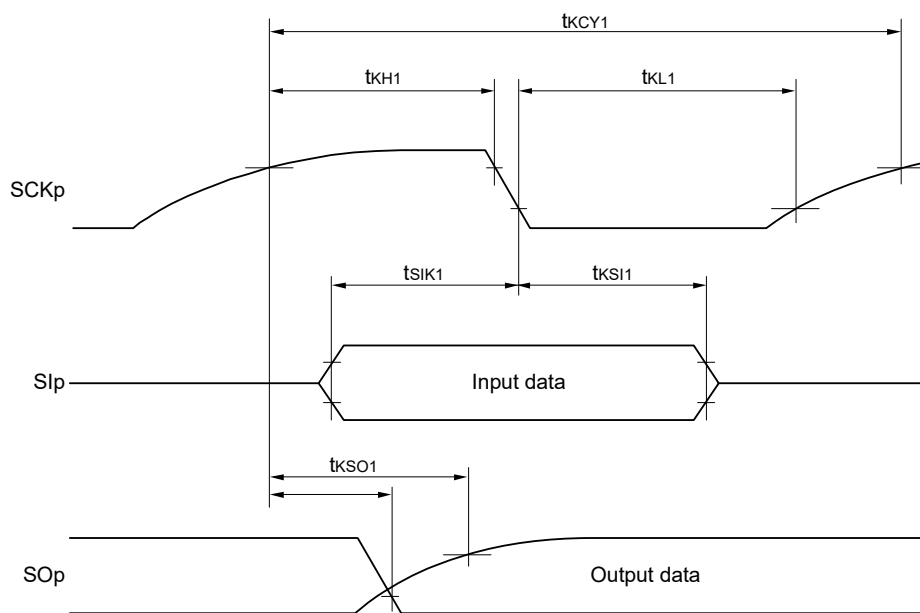 tKCY1
tKH1
tKL1
SCKp
tSIK1
tKSI1
SIp
Input data
tKSO1
SOp
Output data